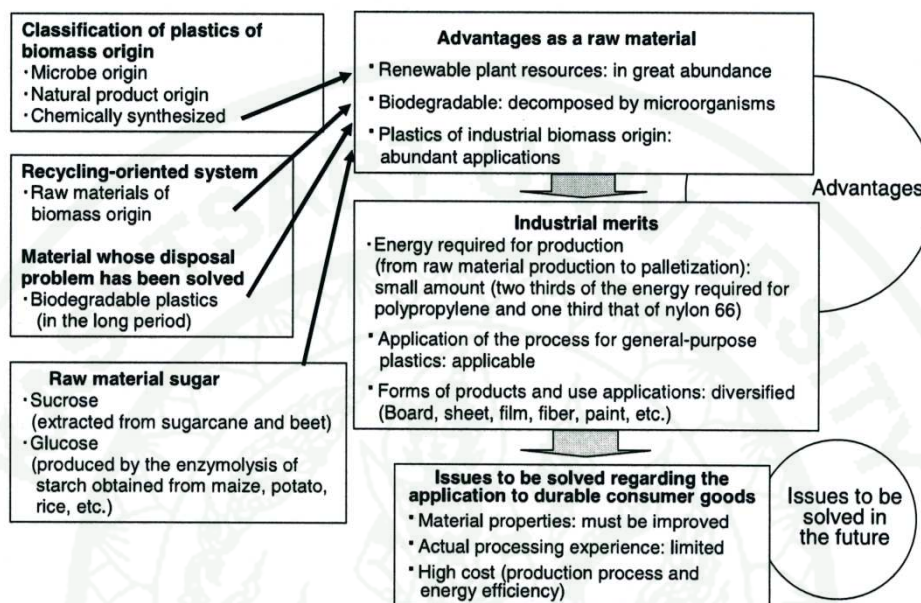 Classification of plastics of
biomass origin
・Microbe origin
・Natural product origin
・Chemically synthesized
Recycling-oriented system
・Raw materials of
biomass origin
Material whose disposal
problem has been solved
・Biodegradable plastics
(in the long period)
Raw material sugar
・Sucrose
(extracted from sugarcane and beet)
・Glucose
(produced by the enzymolysis of
starch obtained from maize, potato,
rice, etc.)
Advantages as a raw material
▪ Renewable plant resources: in great abundance
▪ Biodegradable: decomposed by microorganisms
▪ Plastics of industrial biomass origin:
abundant applications
Industrial merits
▪ Energy required for production
(from raw material production to palletization):
small amount (two thirds of the energy required for
polypropylene and one third that of nylon 66)
▪ Application of the process for general-purpose
plastics: applicable
▪ Forms of products and use applications: diversified
(Board, sheet, film, fiber, paint, etc.)
Issues to be solved regarding the
application to durable consumer goods
▪ Material properties: must be improved
▪ Actual processing experience: limited
▪ High cost (production process and
energy efficiency)
Advantages
Issues to be
solved in
the future